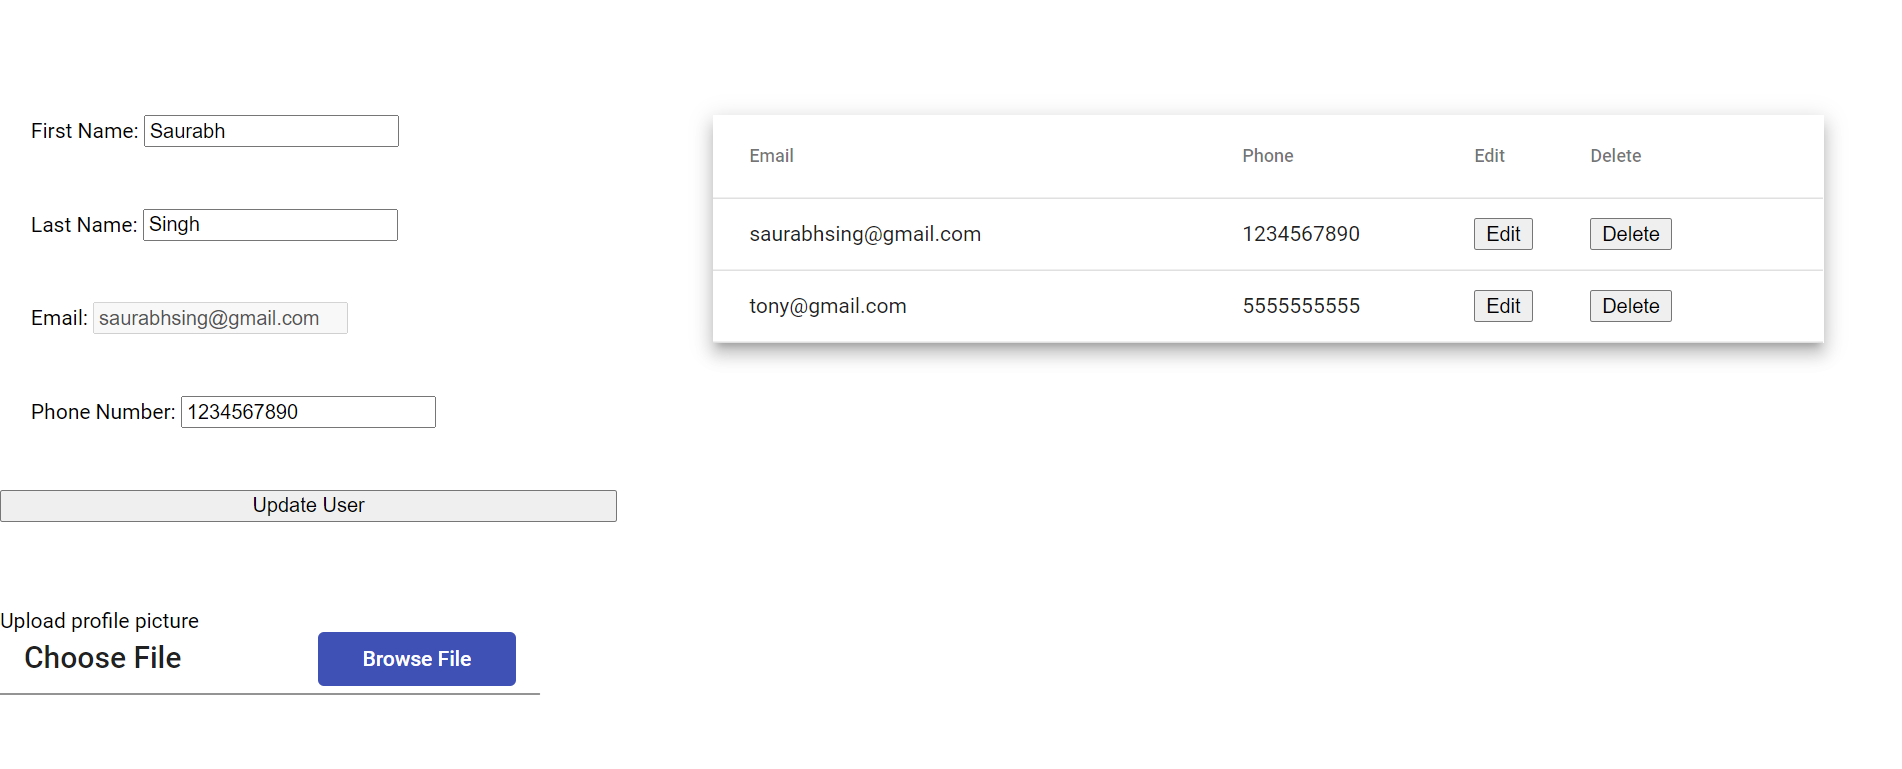 First Name: Saurabh
Last Name: Singh
Email: saurabhsing@gmail.com
Phone Number: 1234567890
Update User
Upload profile picture
Choose File Browse File
Email Phone Edit Delete
saurabhsing@gmail.com 1234567890 Edit Delete
tony@gmail.com 5555555555 Edit Delete